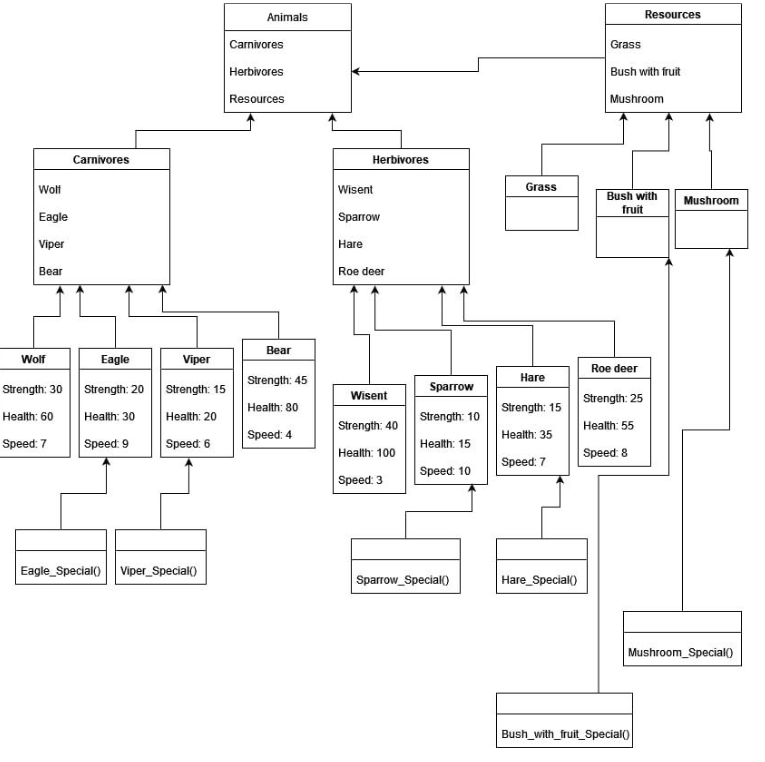 Animals
Carnivores
Herbivores
Resources
Resources
Grass
Bush with fruit
Mushroom
Carnivores
Wolf
Eagle
Viper
Bear
Herbivores
Wisent
Sparrow
Hare
Roe deer
Grass
Bush with
fruit
Mushroom
Wolf
Strength: 30
Health: 60
Speed: 7
Eagle
Strength: 20
Health: 30
Speed: 9
Viper
Strength: 15
Health: 20
Speed: 6
Bear
Strength: 45
Health: 80
Speed: 4
Wisent
Strength: 40
Health: 100
Speed: 3
Sparrow
Strength: 10
Health: 15
Speed: 10
Hare
Strength: 15
Health: 35
Speed: 7
Roe deer
Strength: 25
Health: 55
Speed: 8
Eagle_Special()
Viper_Special()
Sparrow_Special()
Hare_Special()
Mushroom_Special()
Bush_with_fruit_Special()